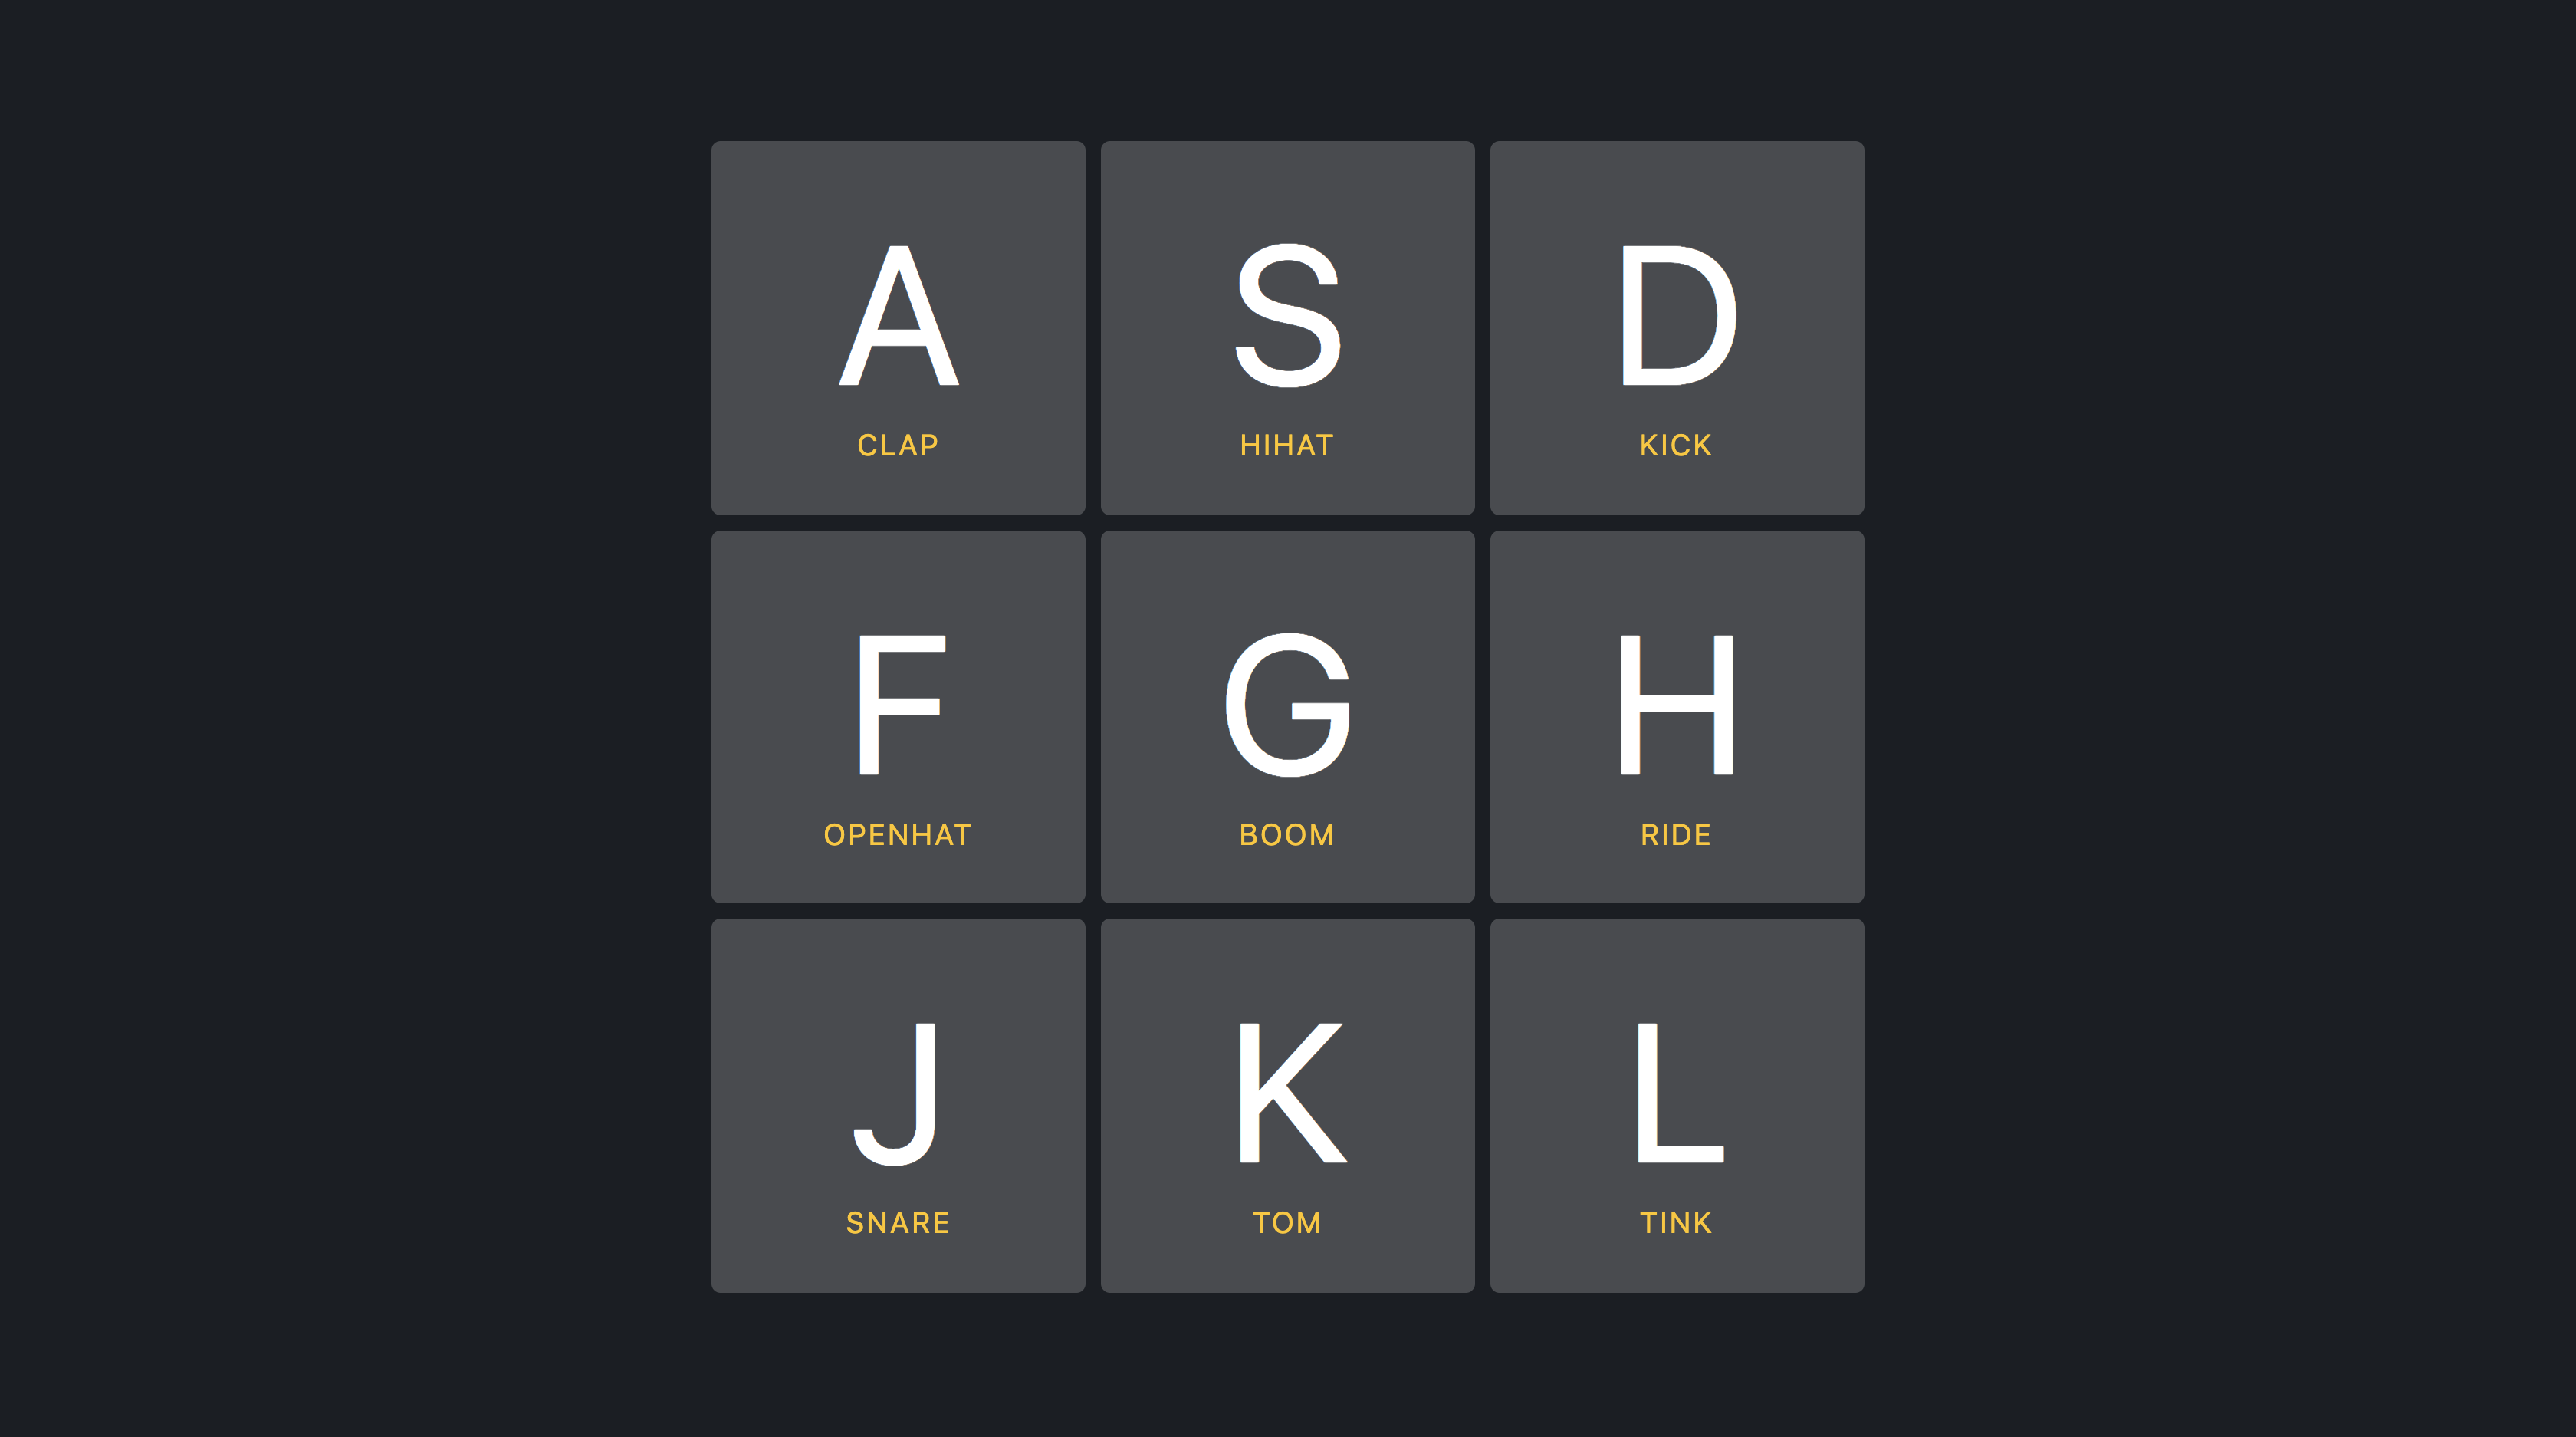 A S D
CLAP HIHAT KICK
F G H
OPENHAT BOOM RIDE
J K L
SNARE TOM TINK